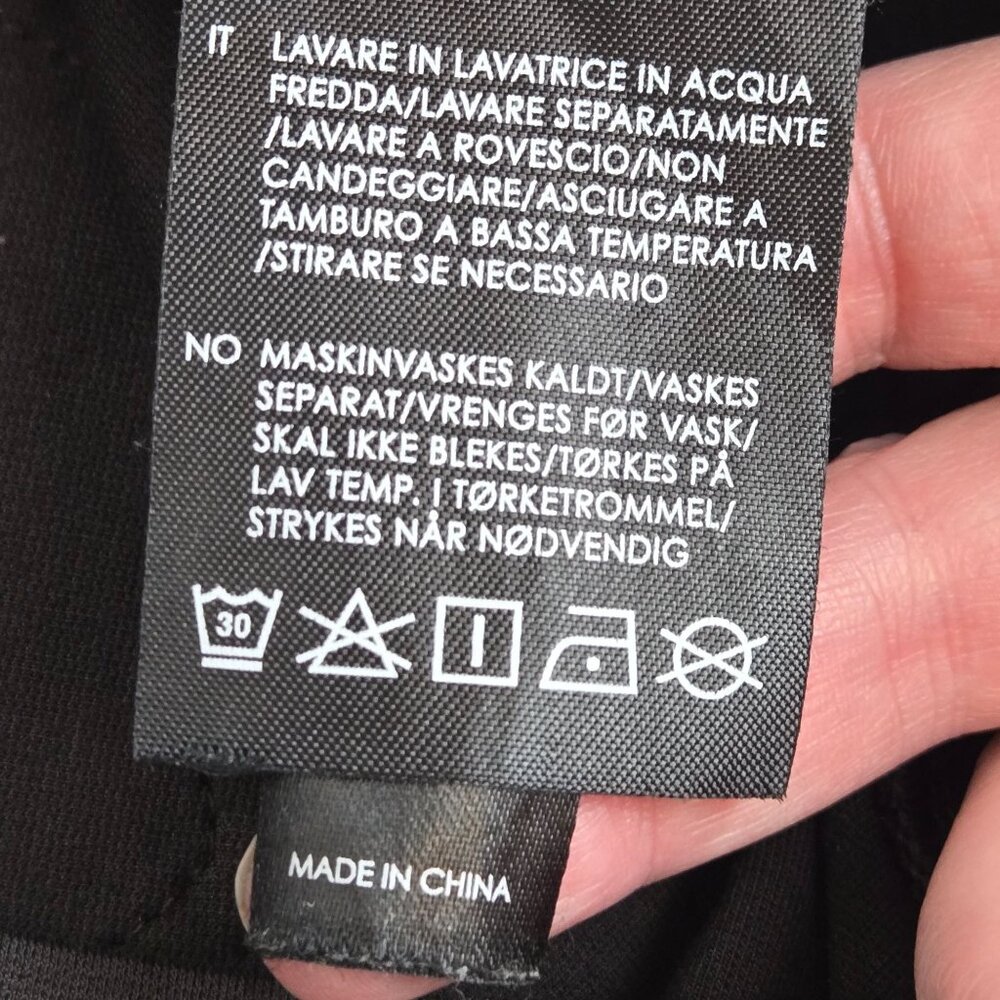 IT LAVARE IN LAVATRICE IN ACQUA
FREDDA/LAVARE SEPARATAMENTE
/LAVARE A ROVESCIO/NON
CANDEGGIARE/ASCIUGARE A
TAMBURO A BASSA TEMPERATURA
/STIRARE SE NECESSARIO
NO MASKINVASKES KALDT/VASKES
SEPARAT/VRENGES FØR VASK/
SKAL IKKE BLEKES/TØRKES PÅ
LAV TEMP. I TØRKETROMMEL/
STRYKES NÅR NØDVENDIG
30
MADE IN CHINA